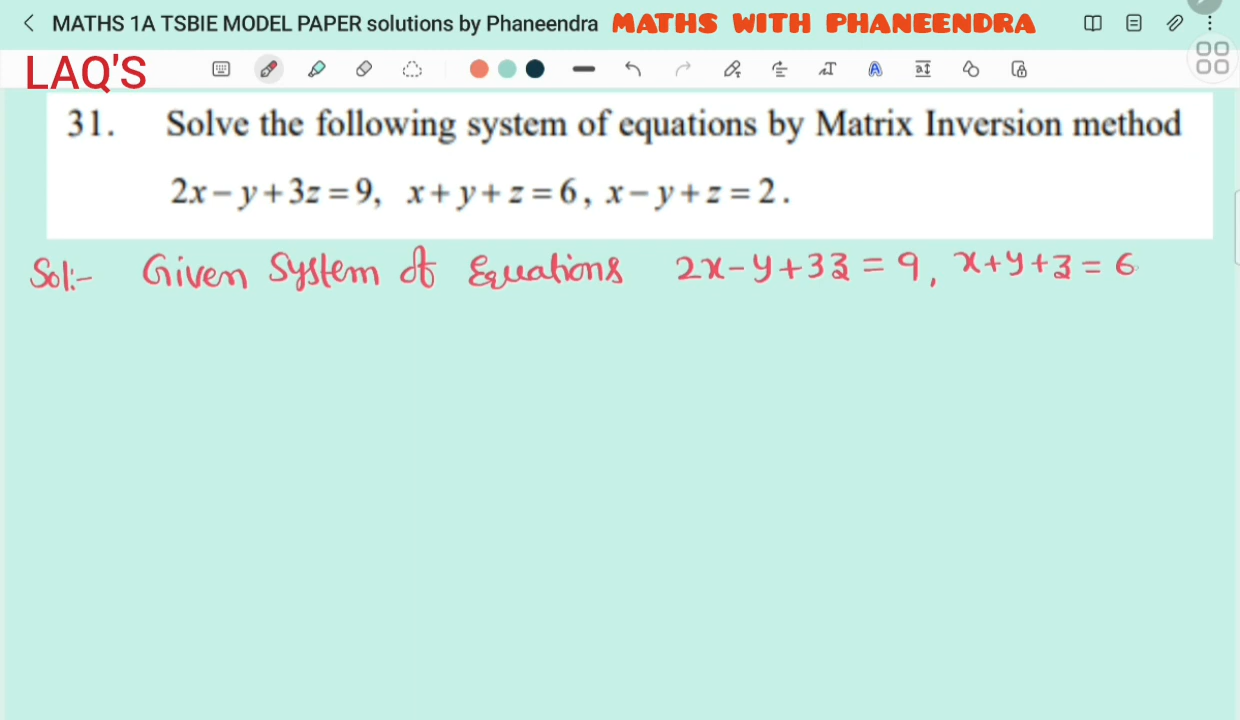 MATHS 1A TSBIE MODEL PAPER solutions by Phaneendra MATHS WITH PHANEENDRA
LAQ'S
31. Solve the following system of equations by Matrix Inversion method
2x – y + 3z = 9, x + y + z = 6, x – y + z = 2.
Sol:- Given System of Equations 2x-y+3z = 9, x+y+z = 6